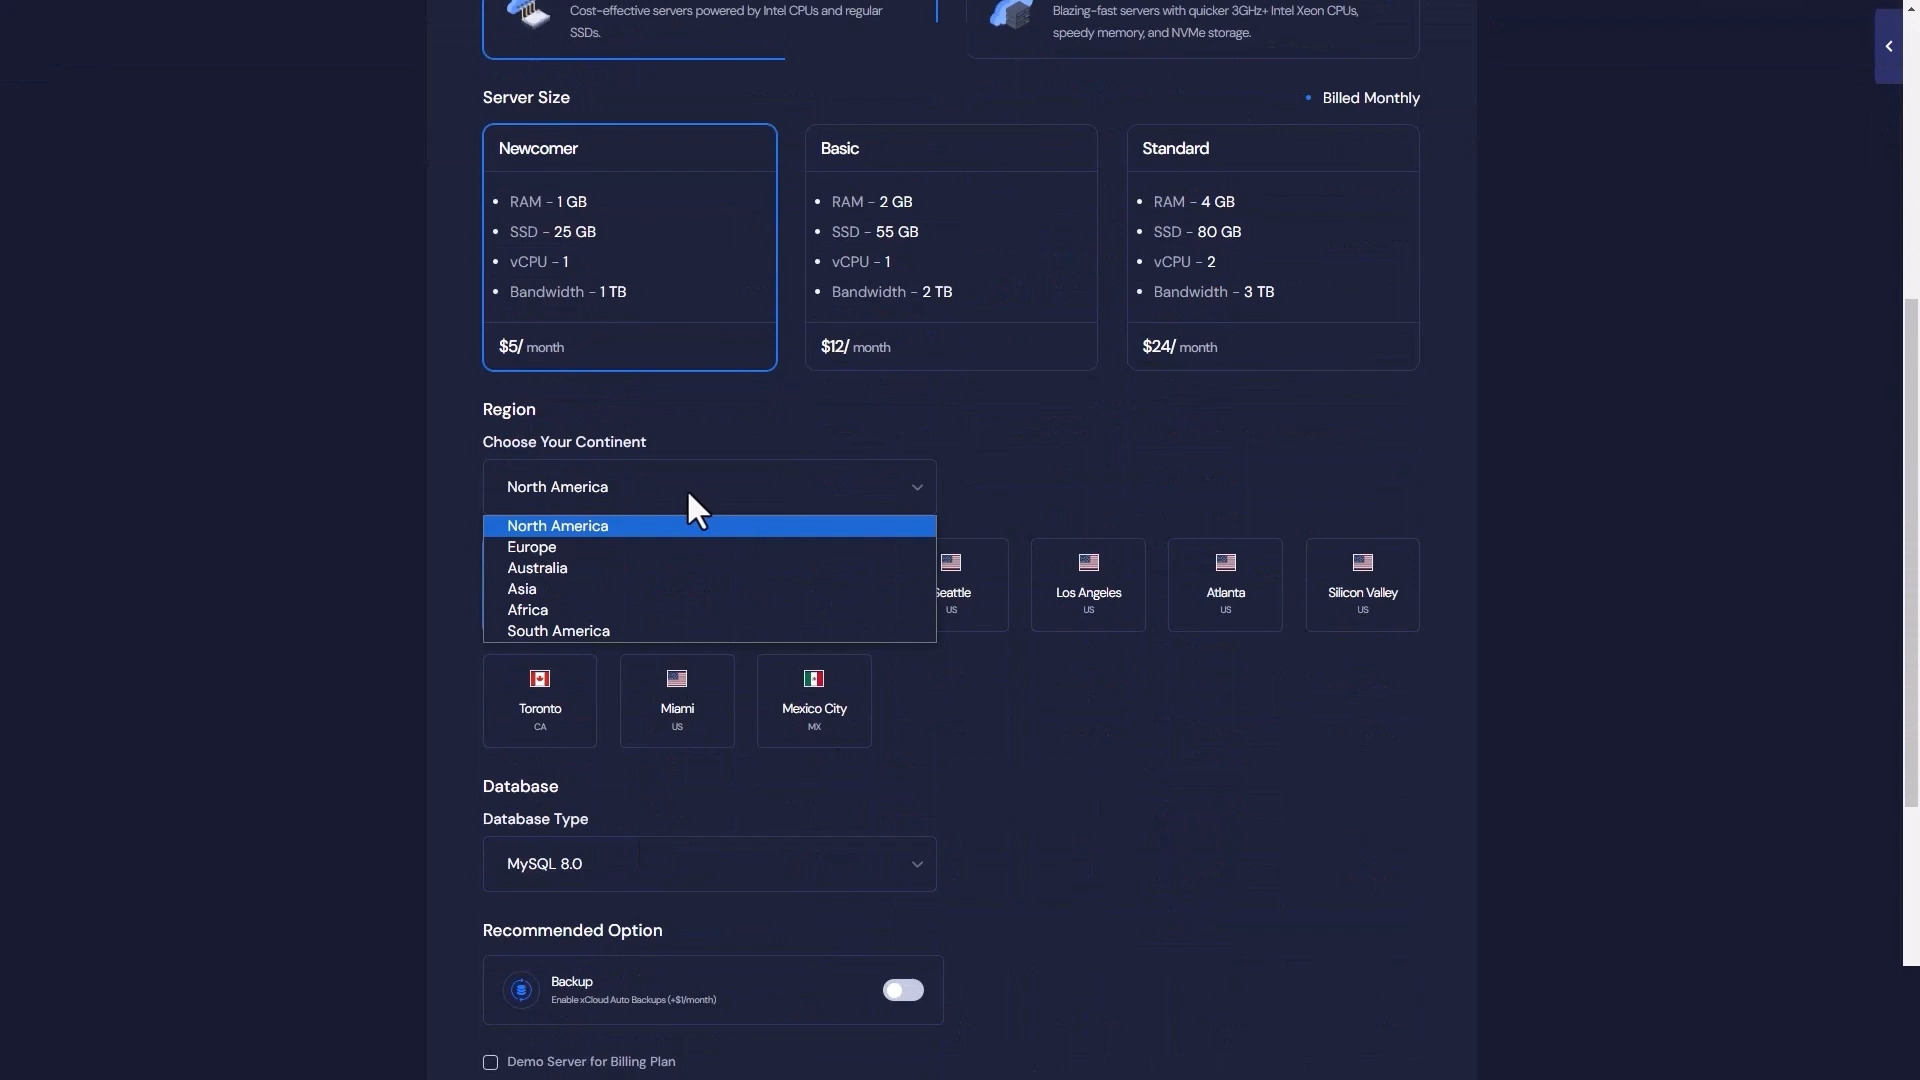 Cost-effective servers powered by Intel CPUs and regular
SSDs.
Blazing-fast servers with quicker 3GHz+ Intel Xeon CPUs,
speedy memory, and NVMe storage.
Server Size
Billed Monthly
Newcomer
RAM - 1 GB
SSD - 25 GB
vCPU - 1
Bandwidth - 1 TB
$5/ month
Basic
RAM - 2 GB
SSD - 55 GB
vCPU - 1
Bandwidth - 2 TB
$12/ month
Standard
RAM - 4 GB
SSD - 80 GB
vCPU - 2
Bandwidth - 3 TB
$24/ month
Region
Choose Your Continent
North America
North America
Europe
Australia
Asia
Africa
South America
Seattle
US
Los Angeles
US
Atlanta
US
Silicon Valley
US
Toronto
CA
Miami
US
Mexico City
MX
Database
Database Type
MySQL 8.0
Recommended Option
Backup
Enable xCloud Auto Backups (+$1/month)
Demo Server for Billing Plan